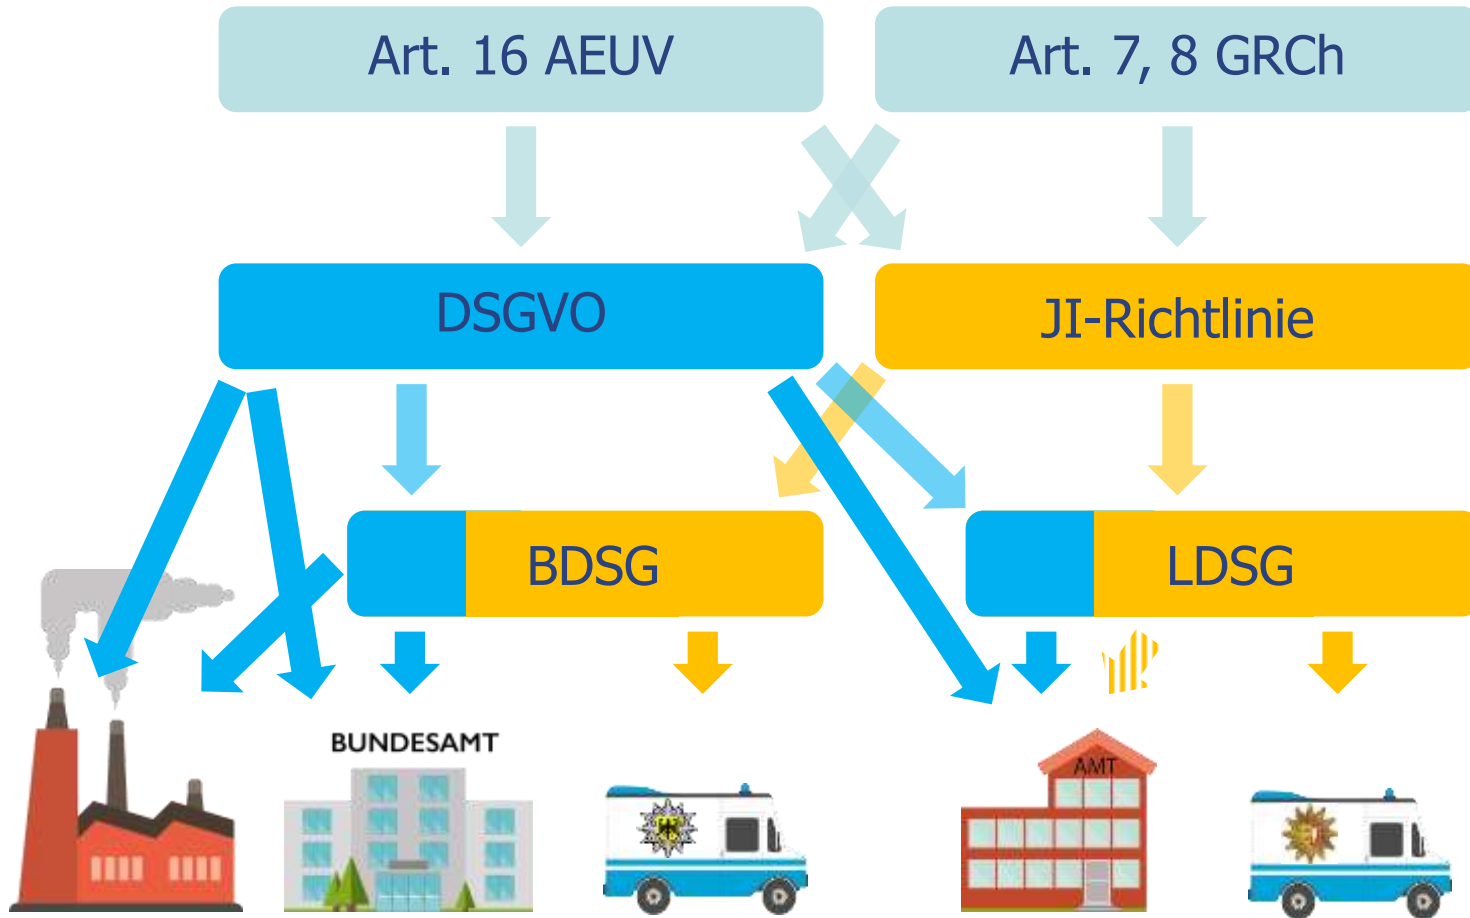 Art. 16 AEUV
Art. 7, 8 GRCh
DSGVO
JI-Richtlinie
BDSG
LDSG
BUNDESAMT
AMT